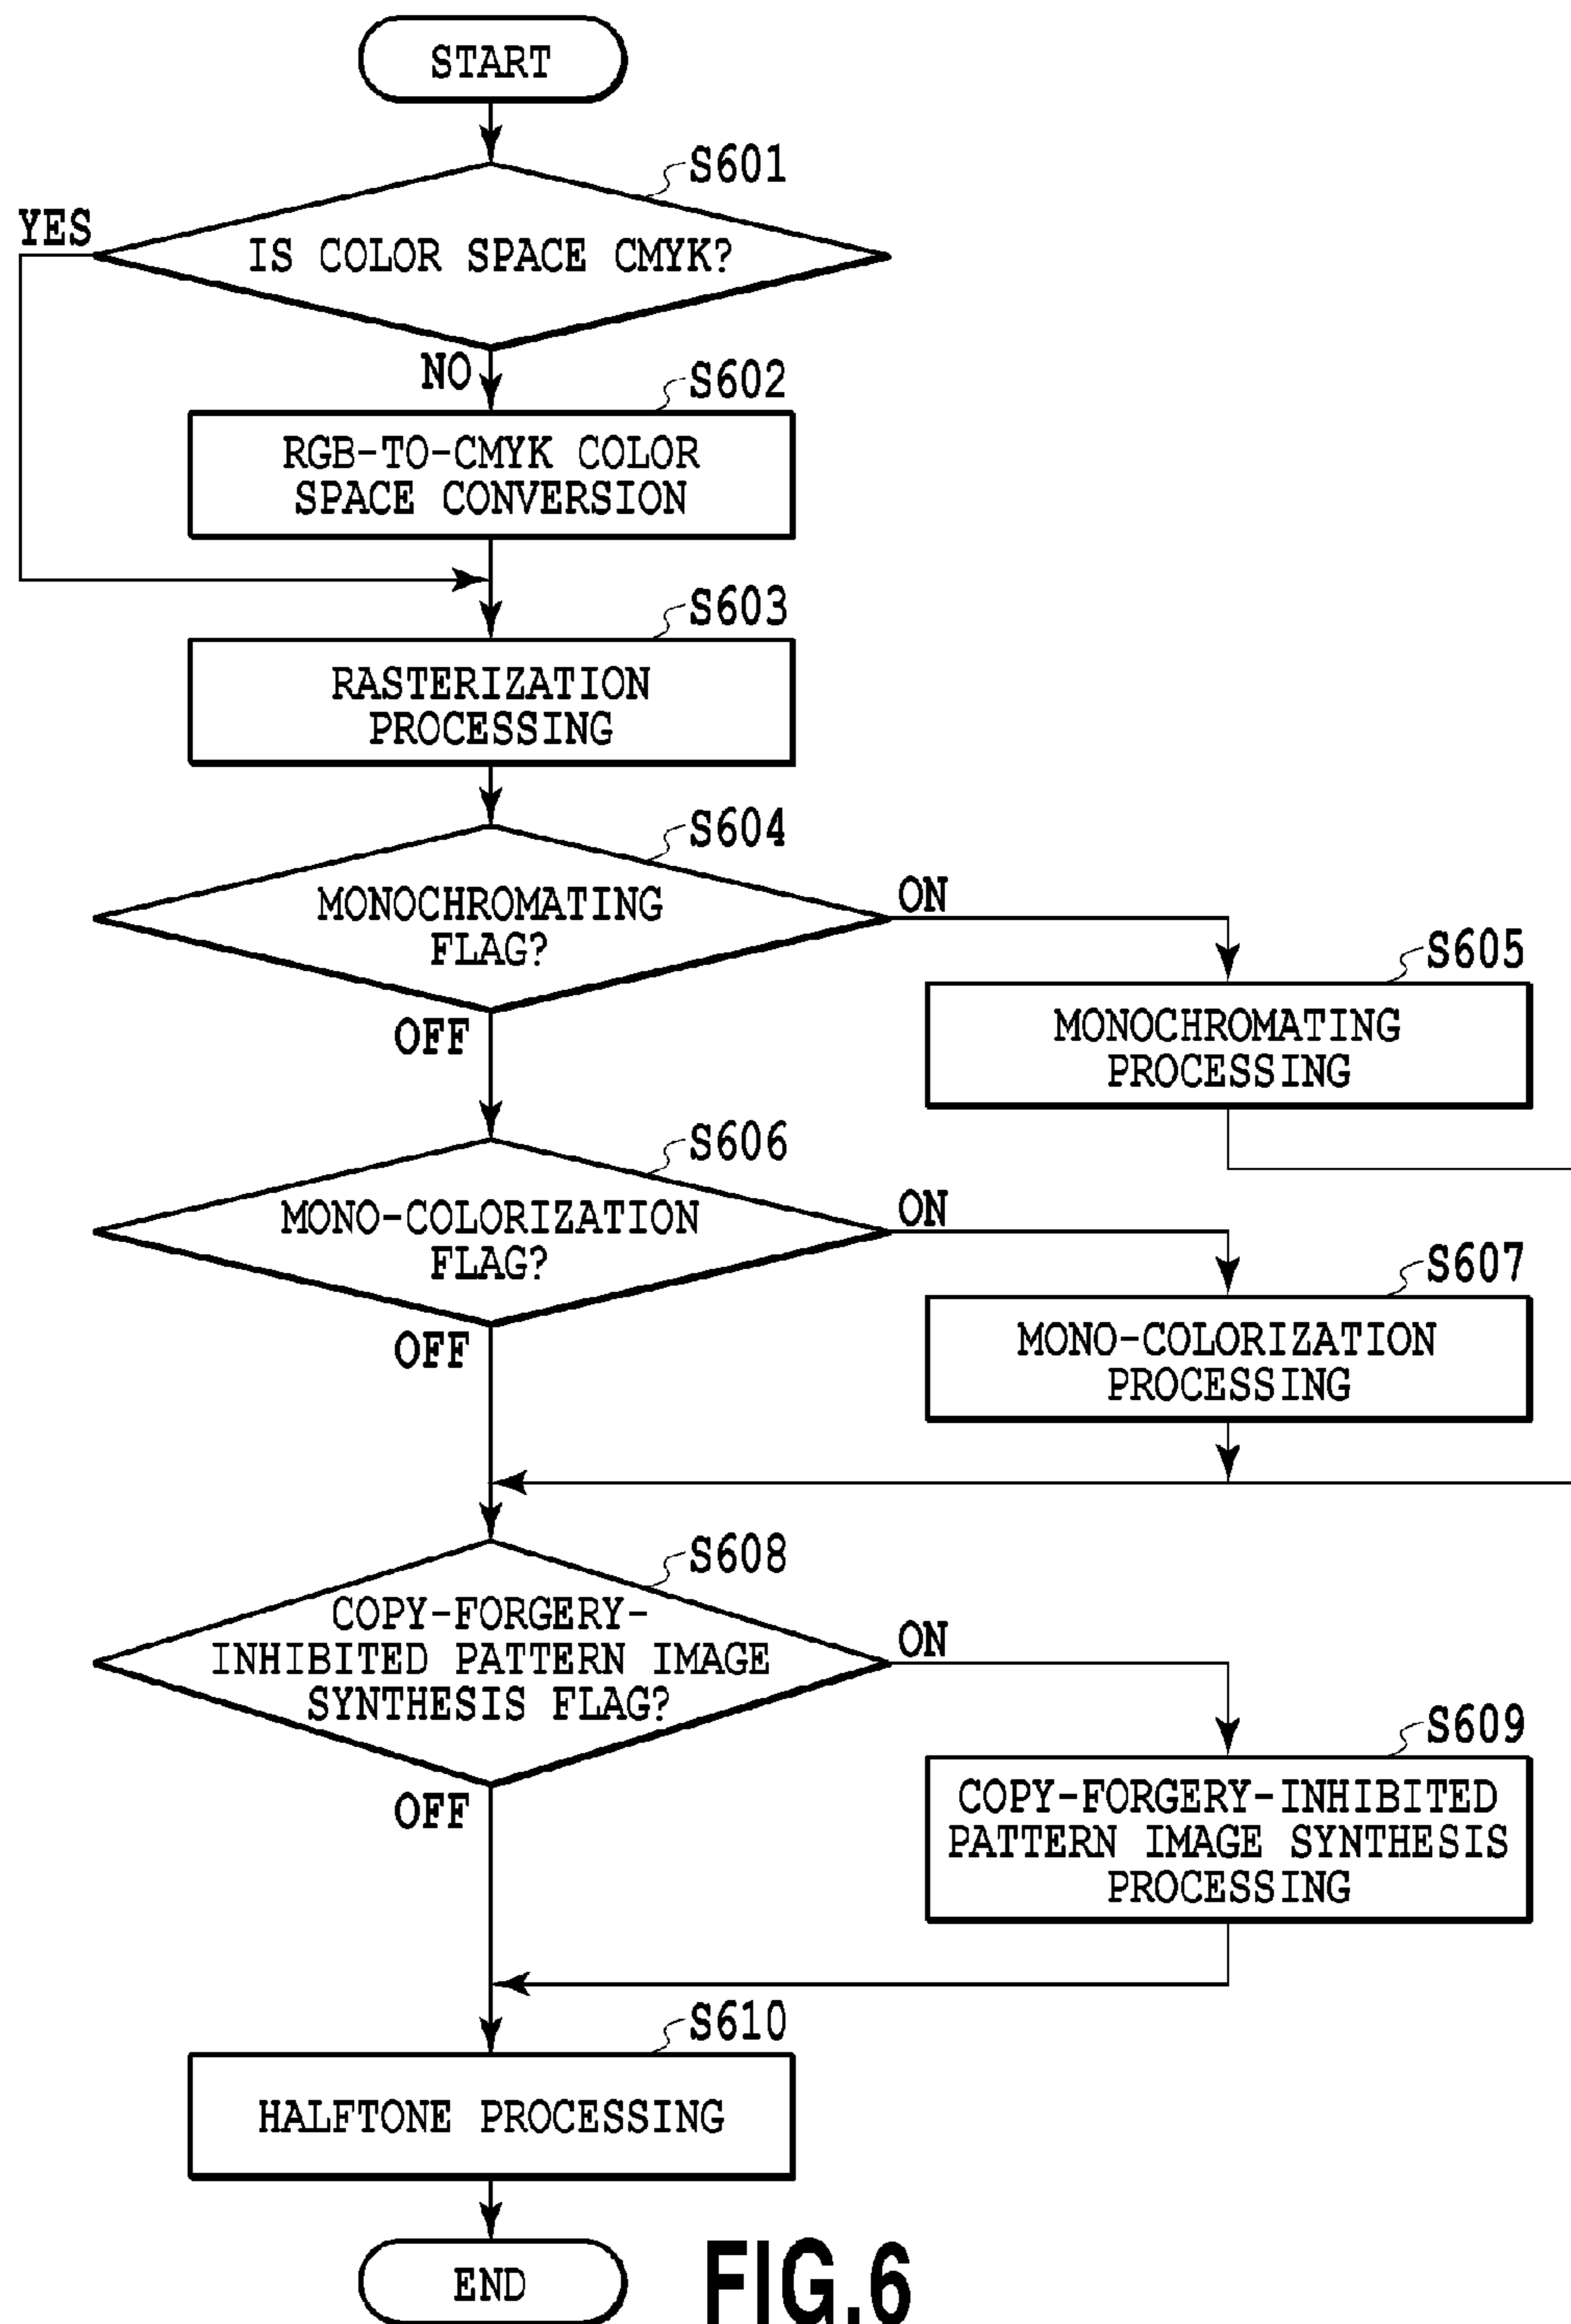 START
S601
YES
IS COLOR SPACE CMYK?
NO
S602
RGB-TO-CMYK COLOR
SPACE CONVERSION
S603
RASTERIZATION
PROCESSING
S604
MONOCHROMATING
FLAG?
ON
OFF
S605
MONOCHROMATING
PROCESSING
S606
MONO-COLORIZATION
FLAG?
ON
OFF
S607
MONO-COLORIZATION
PROCESSING
S608
COPY-FORGERY-
INHIBITED PATTERN IMAGE
SYNTHESIS FLAG?
ON
OFF
S609
COPY-FORGERY-INHIBITED
PATTERN IMAGE SYNTHESIS
PROCESSING
S610
HALFTONE PROCESSING
END
FIG.6